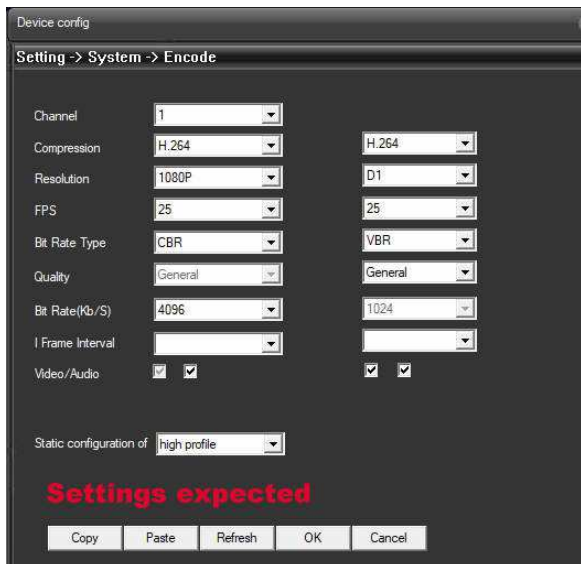 Device config
Setting -> System -> Encode
Channel 1
Compression H.264 H.264
Resolution 1080P D1
FPS 25 25
Bit Rate Type CBR VBR
Quality General General
Bit Rate(Kb/S) 4096 1024
I Frame Interval
Video/Audio
Static configuration of high profile
Settings expected
Copy Paste Refresh OK Cancel